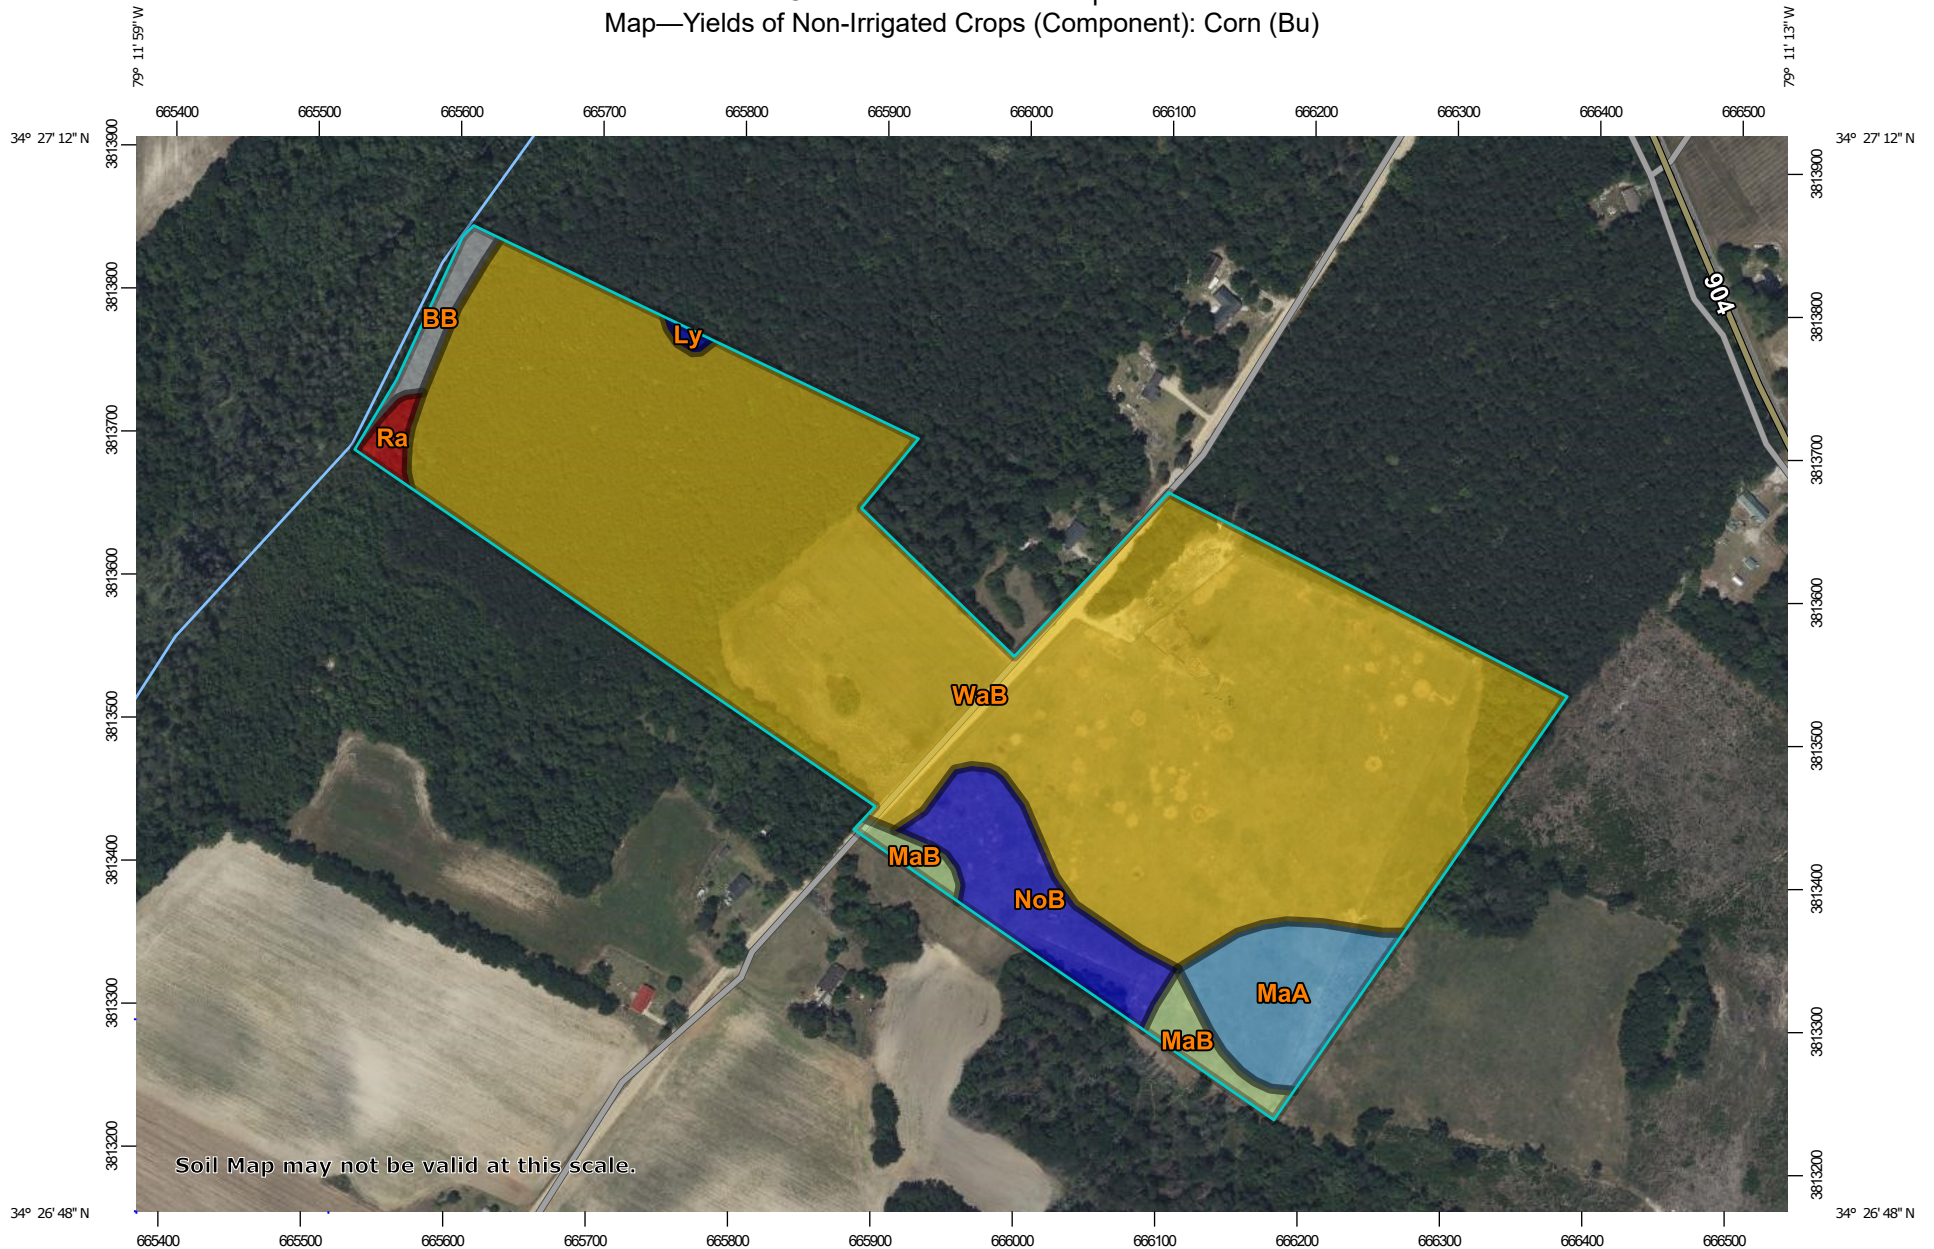 Map—Yields of Non-Irrigated Crops (Component): Corn (Bu)
79° 11' 59'' W
79° 11' 13'' W
665400 665500 665600 665700 665800 665900 666000 666100 666200 666300 666400 666500
34° 27' 12'' N
34° 27' 12'' N
3813900
3813900
3813800
3813800
904
BB
Ly
3813700
3813700
Ra
3813600
3813600
WaB
3813500
3813500
3813400
3813400
MaB
NoB
MaA
3813300
3813300
MaB
3813200
3813200
Soil Map may not be valid at this scale.
34° 26' 48'' N
34° 26' 48'' N
665400 665500 665600 665700 665800 665900 666000 666100 666200 666300 666400 666500